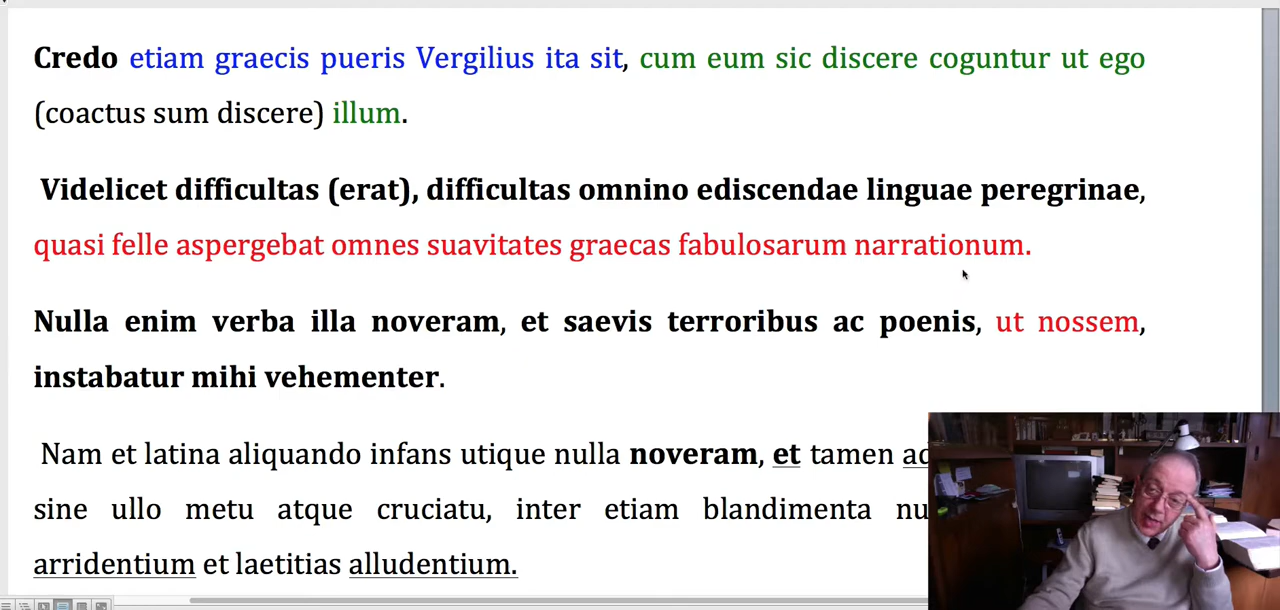 Credo etiam graecis pueris Vergilius ita sit, cum eum sic discere coguntur ut ego
(coactus sum discere) illum.
Videlicet difficultas (erat), difficultas omnino ediscendae linguae peregrinae,
quasi felle aspergebat omnes suavitates graecas fabulosarum narrationum.
Nulla enim verba illa noveram, et saevis terroribus ac poenis, ut nossem,
instabatur mihi vehementer.
Nam et latina aliquando infans utique nulla noveram, et tamen
sine ullo metu atque cruciatu, inter etiam blandimenta
arridentium et laetitias alludentium.